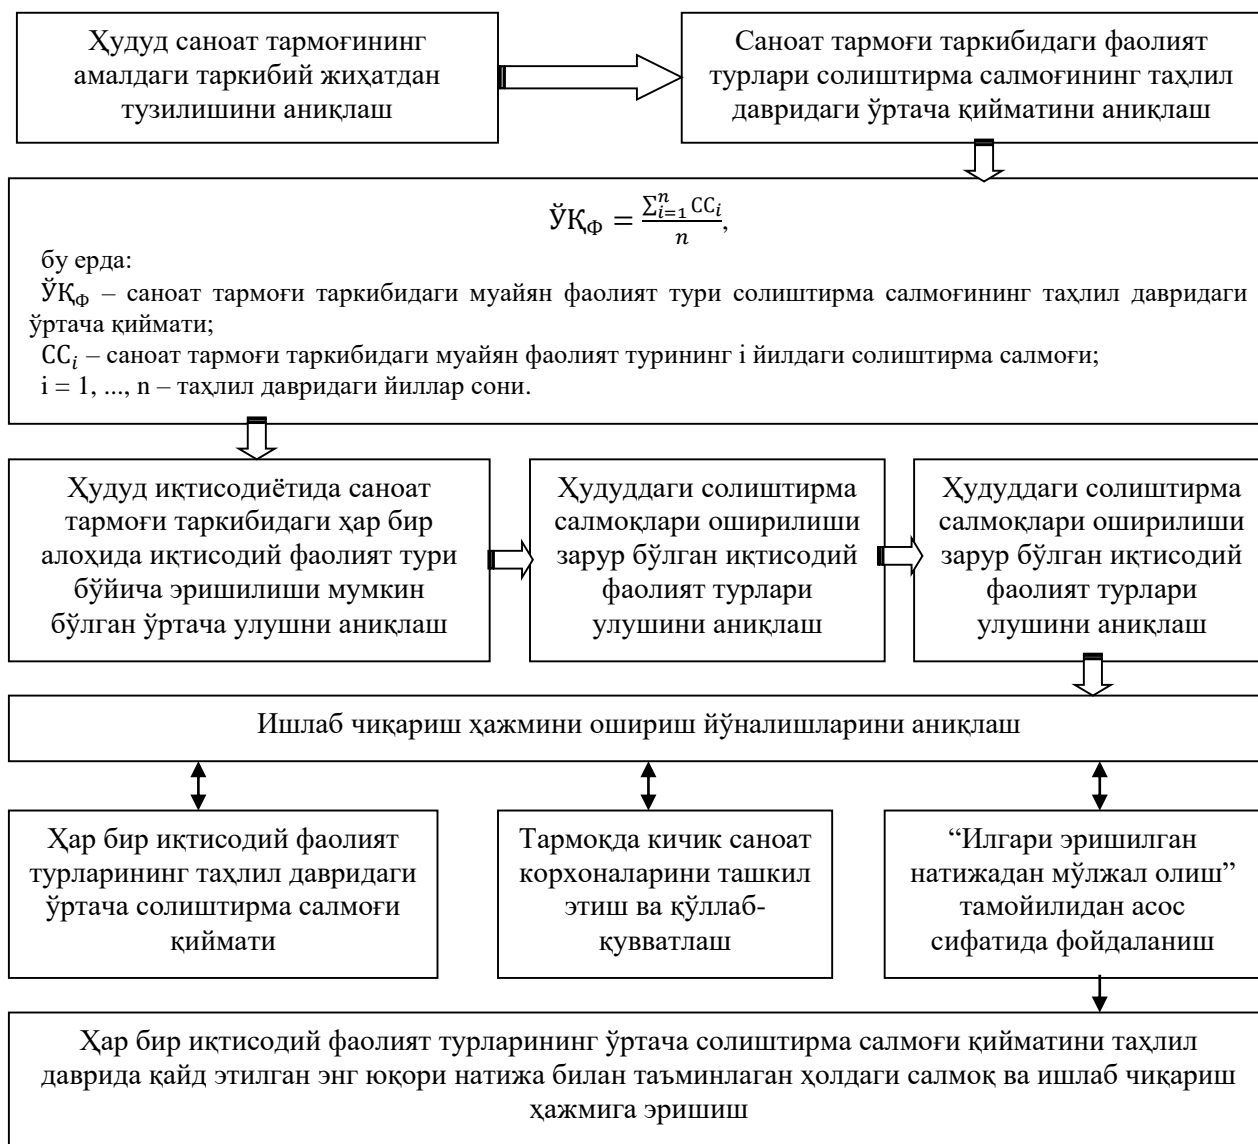 Ҳудуд саноат тармоғининг
амалдаги таркибий жиҳатдан
тузилишини аниқлаш
Саноат тармоғи таркибидаги фаолият
турлари солиштирма салмоғининг таҳлил
давридаги ўртача қийматини аниқлаш
ЎҚ_Ф = \frac{∑_{i=1}^{n} СС_i}{n},
бу ерда:
ЎҚ_Ф – саноат тармоғи таркибидаги муайян фаолият тури солиштирма салмоғининг таҳлил давридаги
ўртача қиймати;
СС_i – саноат тармоғи таркибидаги муайян фаолият турининг i йилдаги солиштирма салмоғи;
i = 1, ..., n – таҳлил давридаги йиллар сони.
Ҳудуд иқтисодиётида саноат
тармоғи таркибидаги ҳар бир
алоҳида иқтисодий фаолият тури
бўйича эришилиши мумкин
бўлган ўртача улушни аниқлаш
Ҳудуддаги солиштирма
салмоқлари оширилиши
зарур бўлган иқтисодий
фаолият турлари
улушини аниқлаш
Ҳудуддаги солиштирма
салмоқлари оширилиши
зарур бўлган иқтисодий
фаолият турлари
улушини аниқлаш
Ишлаб чиқариш ҳажмини ошириш йўналишларини аниқлаш
Ҳар бир иқтисодий фаолият
турларининг таҳлил давридаги
ўртача солиштирма салмоғи
қиймати
Тармоқда кичик саноат
корхоналарини ташкил
этиш ва қўллаб-
қувватлаш
“Илгари эришилган
натижадан мўлжал олиш”
тамойилидан асос
сифатида фойдаланиш
Ҳар бир иқтисодий фаолият турларининг ўртача солиштирма салмоғи қийматини таҳлил
даврида қайд этилган энг юқори натижа билан таъминлаган ҳолдаги салмоқ ва ишлаб чиқариш
ҳажмига эришиш